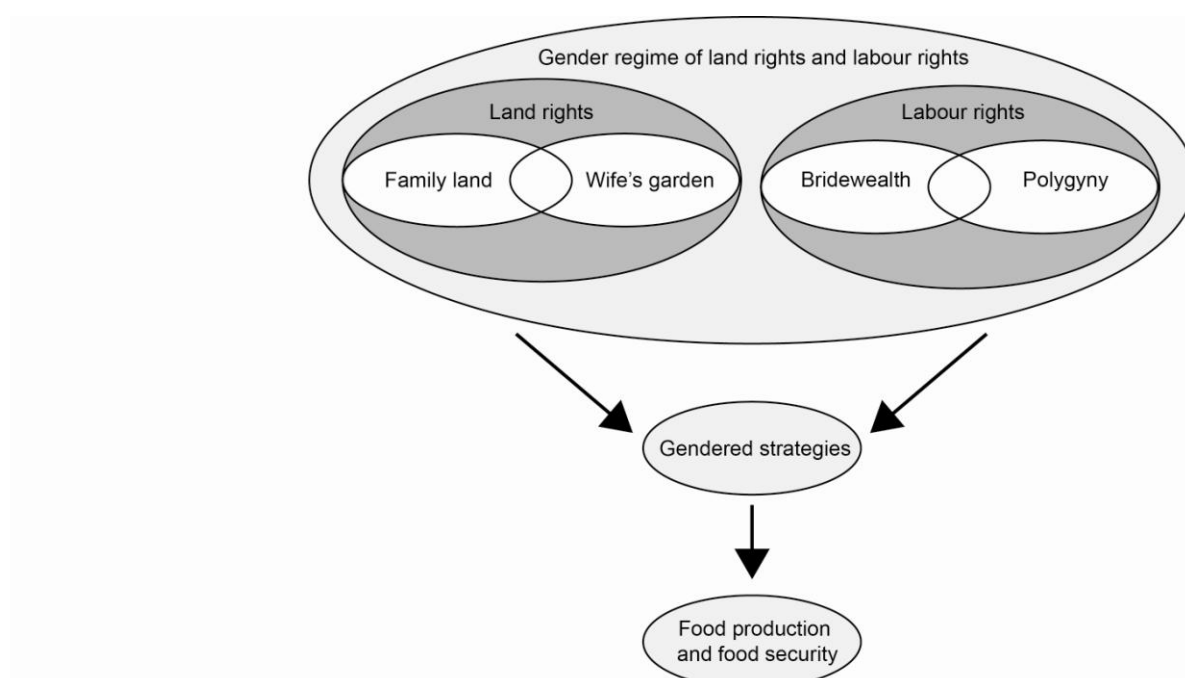 Gender regime of land rights and labour rights
Land rights
Labour rights
Family land
Wife's garden
Bridewealth
Polygyny
Gendered strategies
Food production
and food security